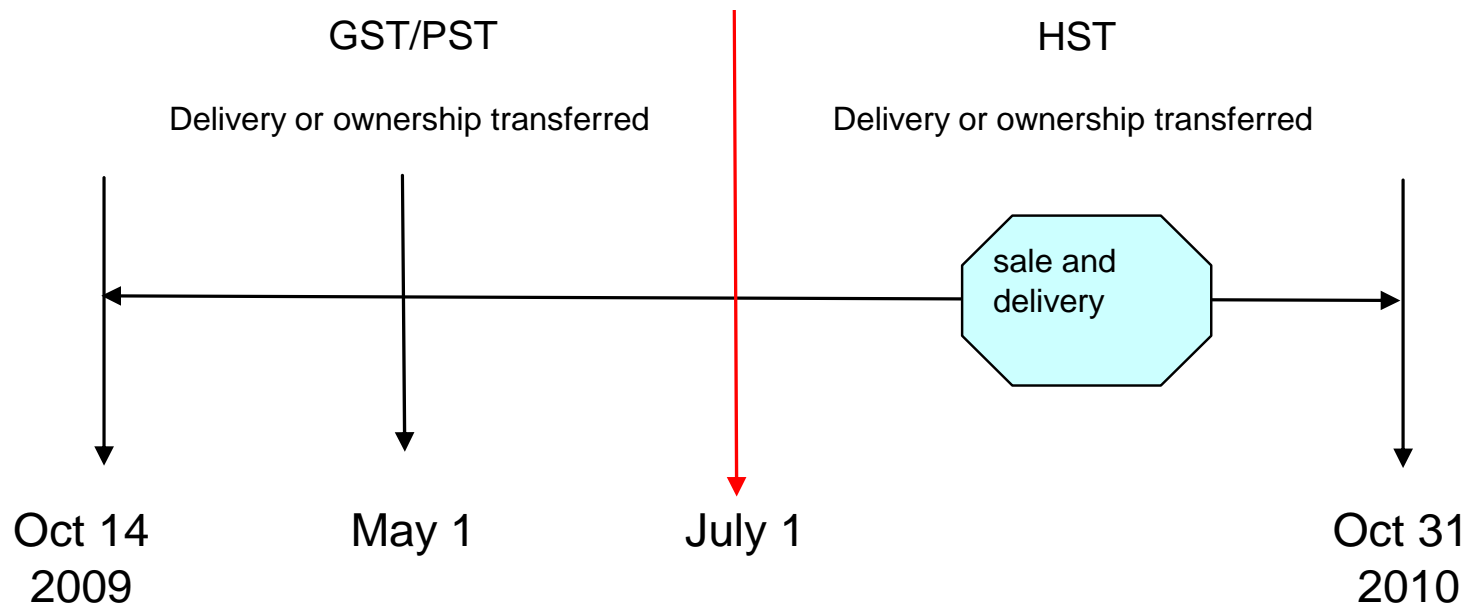 GST/PST
HST
Delivery or ownership transferred
Delivery or ownership transferred
sale and
delivery
Oct 14
2009
May 1
July 1
Oct 31
2010